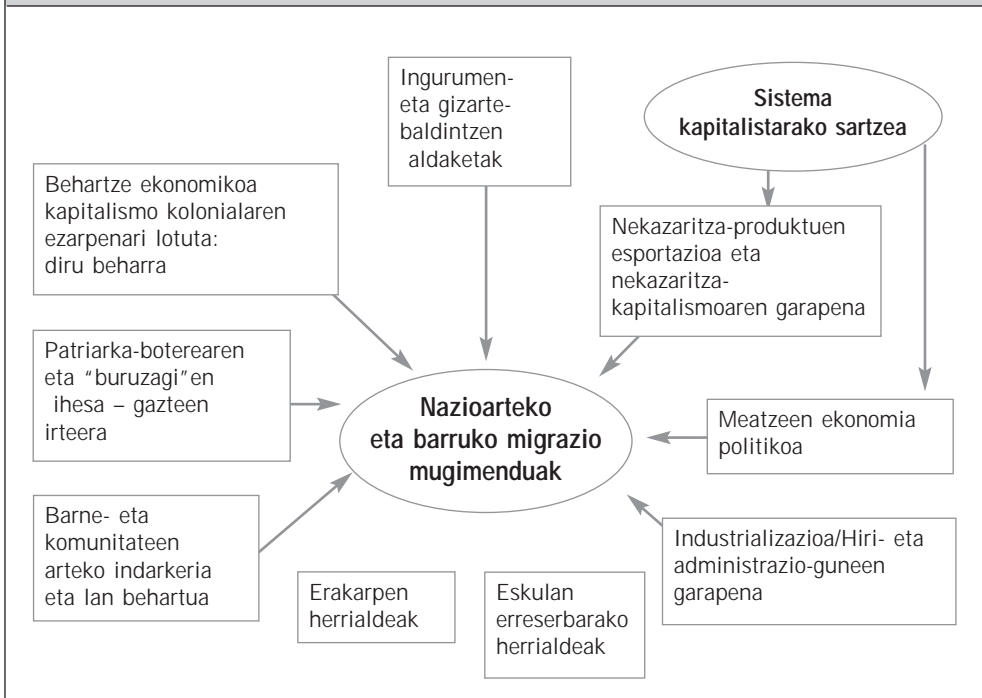 Ingurumen-
eta gizarte-
baldintzen
aldaketak
Sistema
kapitalistarako sartzea
Behartze ekonomikoa
kapitalismo kolonialaren
ezarpenari lotuta:
diru beharra
Nekazaritza-produktuen
esportazioa eta
nekazaritza-
kapitalismoaren garapena
Patriarka-boterearen
eta “buruzagi”en
ihesa – gazteen
irteera
Nazioarteko
eta barruko migrazio
mugimenduak
Meatzeen ekonomia
politikoa
Barne- eta
komunitateen
arteko indarkeria
eta lan behartua
Erakarpen
herrialdeak
Eskulan
erreserbarako
herrialdeak
Industrializazioa/Hiri- eta
administrazio-guneen
garapena